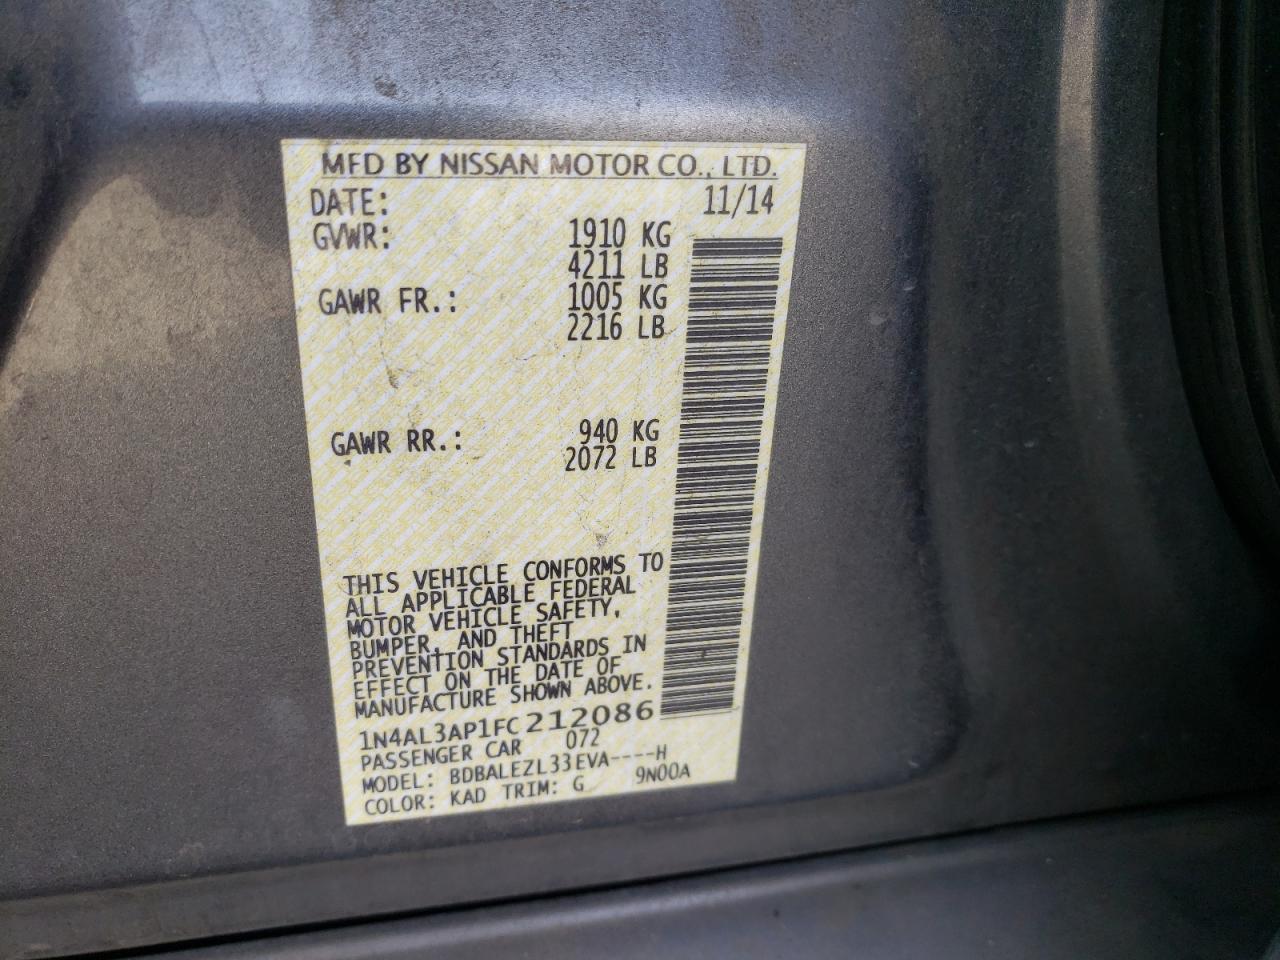 MFD BY NISSAN MOTOR CO., LTD.
DATE: 11/14
GVWR: 1910 KG
4211 LB
GAWR FR.: 1005 KG
2216 LB
GAWR RR.: 940 KG
2072 LB
THIS VEHICLE CONFORMS TO
ALL APPLICABLE FEDERAL
MOTOR VEHICLE SAFETY,
BUMPER, AND THEFT
PREVENTION STANDARDS IN
EFFECT ON THE DATE OF
MANUFACTURE SHOWN ABOVE.
1N4AL3AP1FC212086
PASSENGER CAR 072
MODEL: BDBALEZL33EVA----H
COLOR: KAD TRIM: G 9N00A